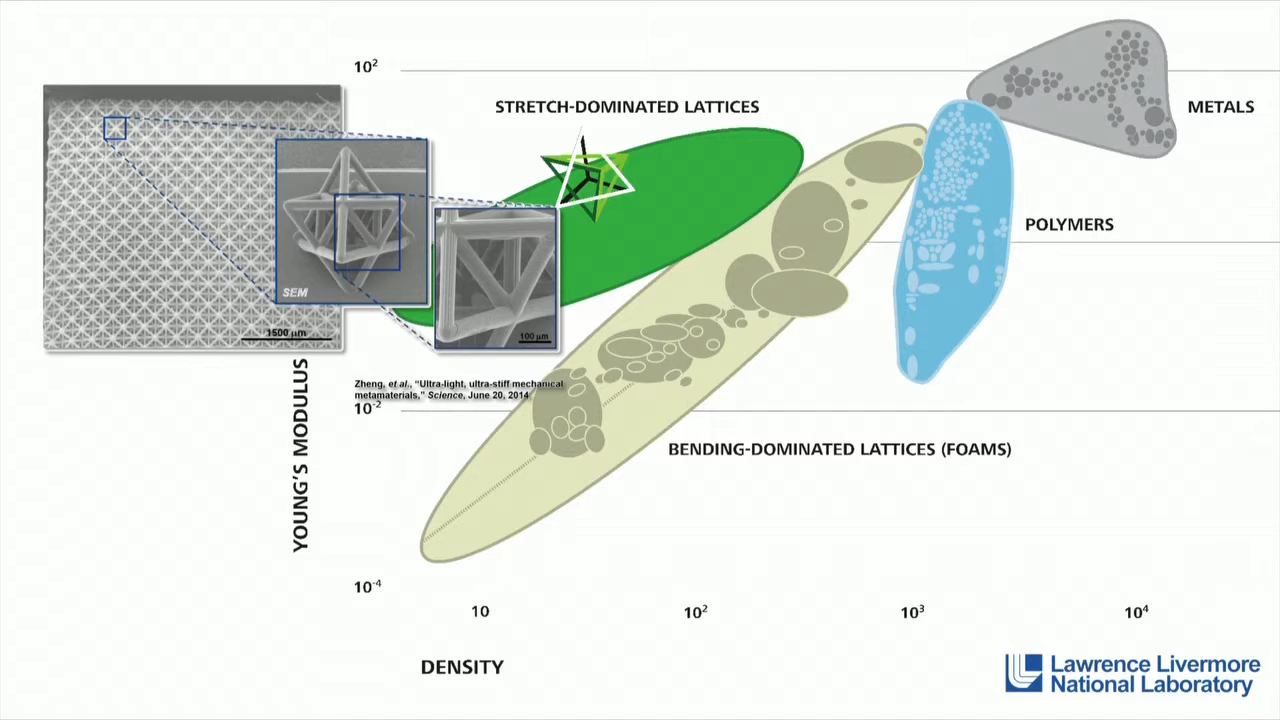 10²
STRETCH-DOMINATED LATTICES
METALS
POLYMERS
SEM
1500 µm
100 µm
YOUNG'S MODULUS
Zheng, et al., "Ultra-light, ultra-stiff mechanical
metamaterials," Science, June 20, 2014
10⁻²
BENDING-DOMINATED LATTICES (FOAMS)
10⁻⁴
10
10²
10³
10⁴
DENSITY
Lawrence Livermore
National Laboratory